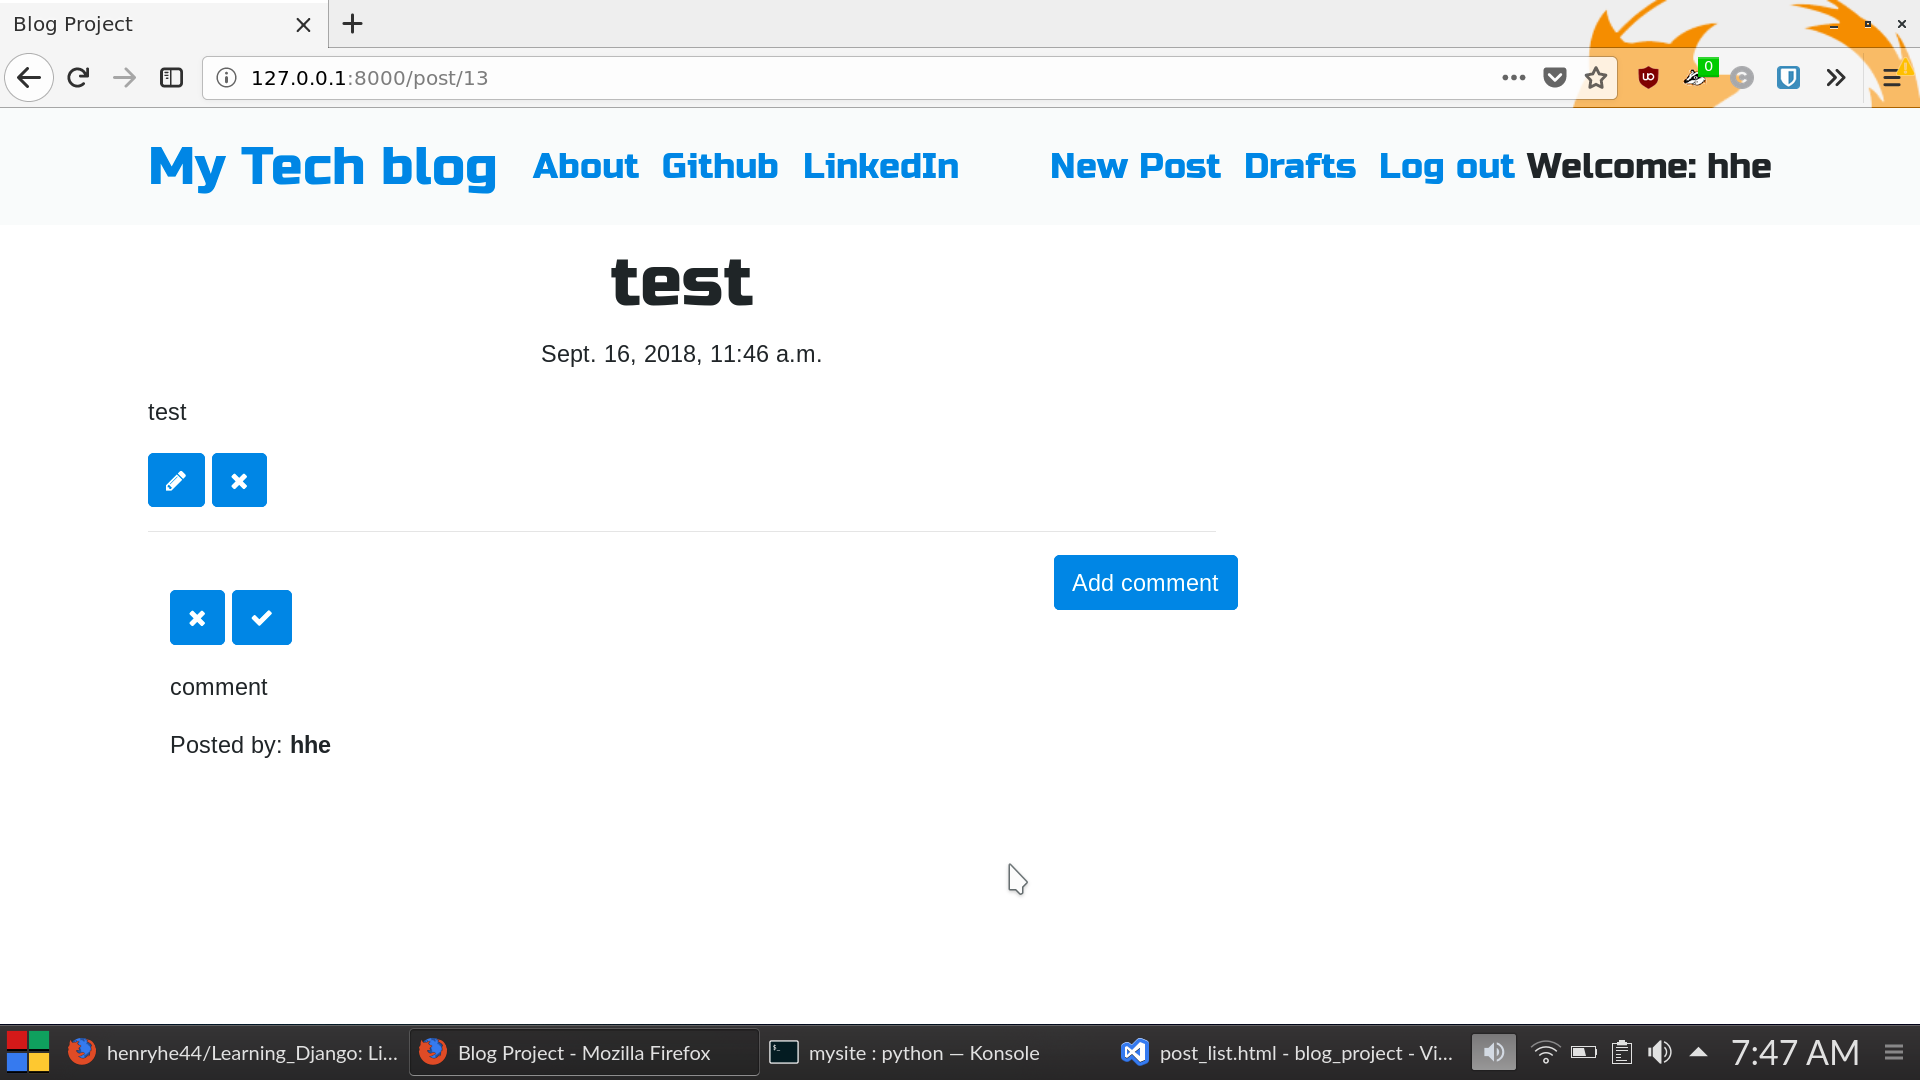 Blog Project
127.0.0.1:8000/post/13
0
My Tech blog About Github LinkedIn New Post Drafts Log out Welcome: hhe
test
Sept. 16, 2018, 11:46 a.m.
test
Add comment
comment
Posted by: hhe
henryhe44/Learning_Django: Li... Blog Project - Mozilla Firefox mysite : python — Konsole post_list.html - blog_project - Vi... 7:47 AM